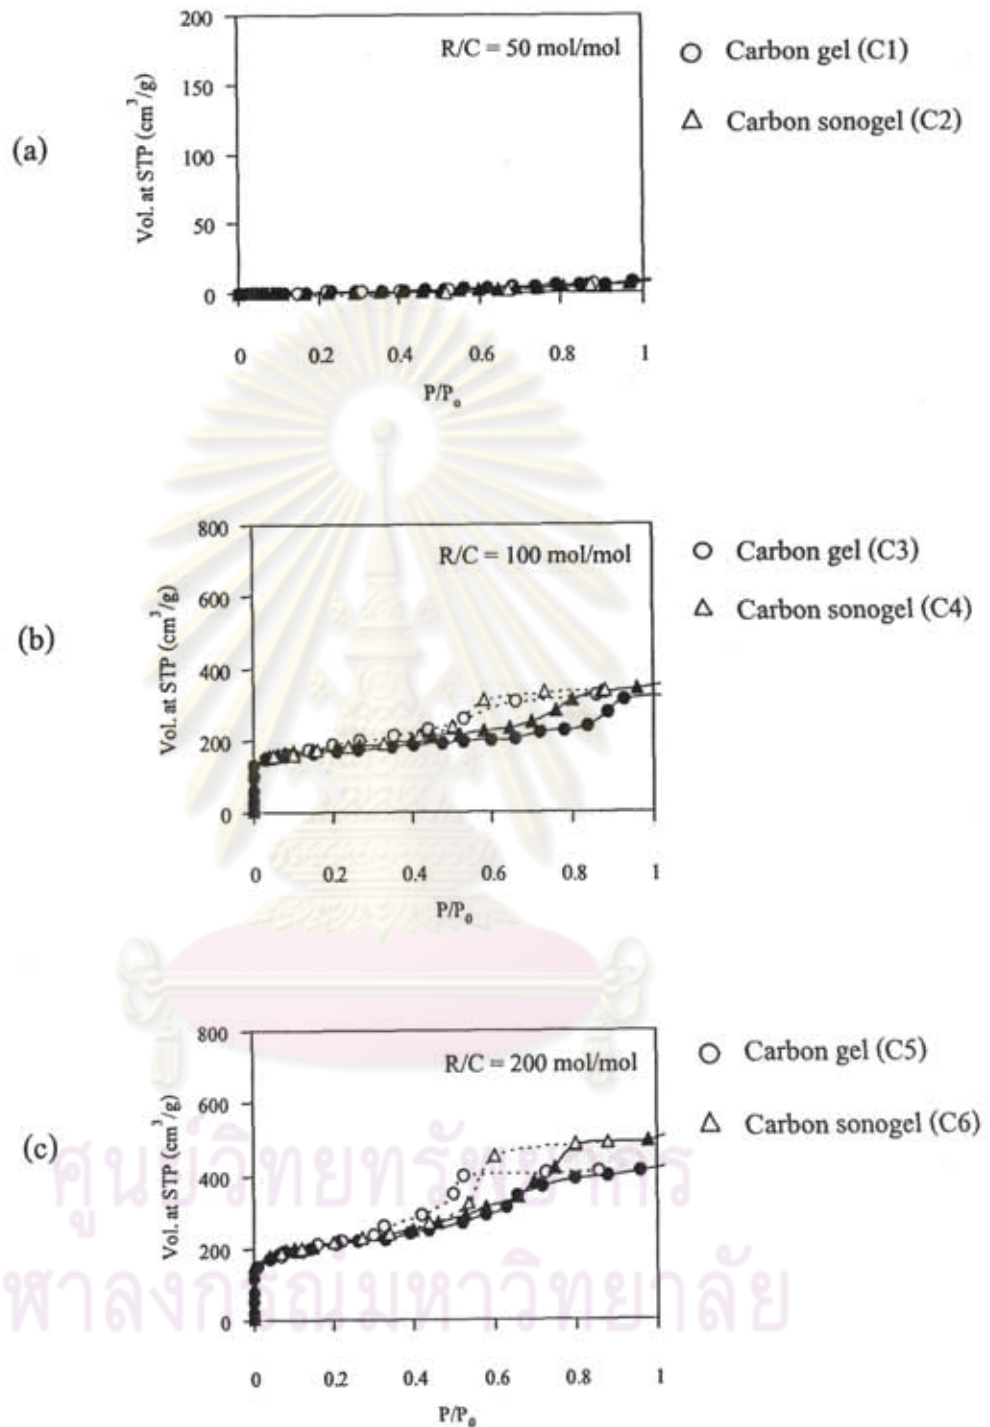 (a)
Vol. at STP (cm³/g)
200
150
100
50
0
R/C = 50 mol/mol
0 0.2 0.4 0.6 0.8 1
P/P₀
Carbon gel (C1)
Carbon sonogel (C2)
(b)
Vol. at STP (cm³/g)
800
600
400
200
0
R/C = 100 mol/mol
0 0.2 0.4 0.6 0.8 1
P/P₀
Carbon gel (C3)
Carbon sonogel (C4)
(c)
Vol. at STP (cm³/g)
800
600
400
200
0
R/C = 200 mol/mol
0 0.2 0.4 0.6 0.8 1
P/P₀
Carbon gel (C5)
Carbon sonogel (C6)
ศูนย์วิทยทรัพยากร
จุฬาลงกรณ์มหาวิทยาลัย